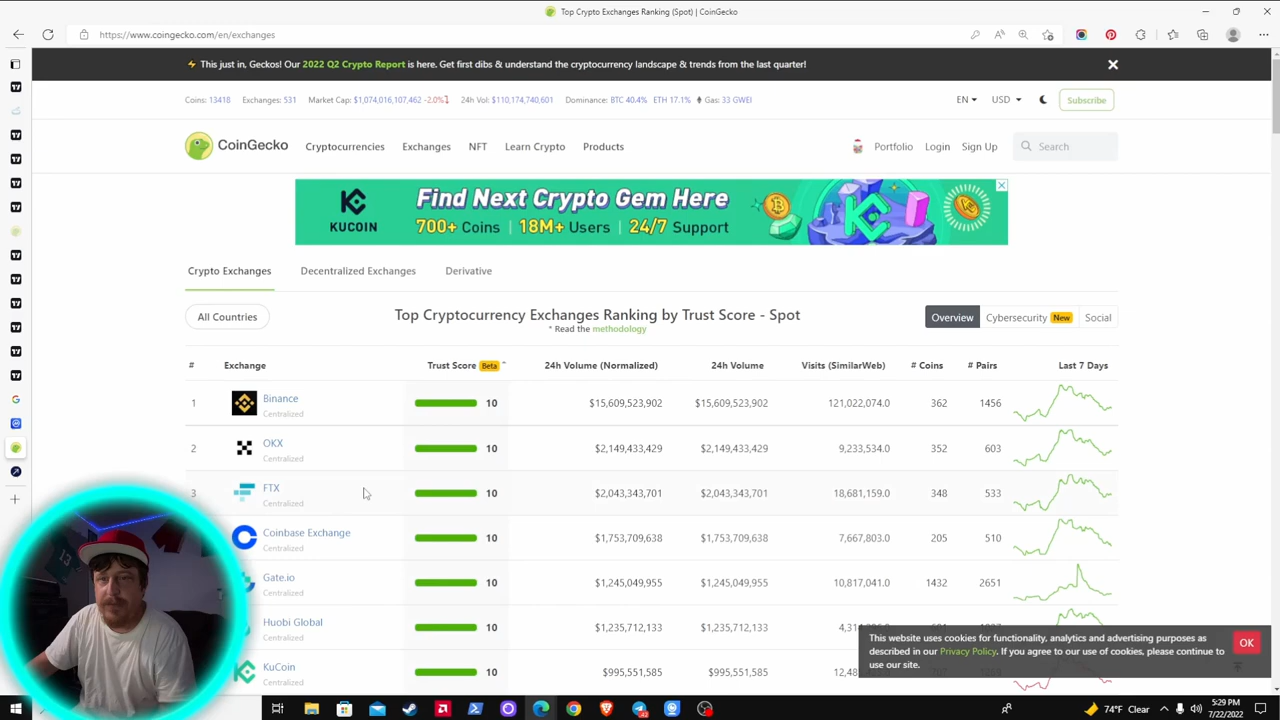 Top Crypto Exchanges Ranking (Spot) | CoinGecko
https://www.coingecko.com/en/exchanges
This just in, Geckos! Our 2022 Q2 Crypto Report is here. Get first dibs & understand the cryptocurrency landscape & trends from the last quarter!
Coins: 13418 Exchanges: 531 Market Cap: $1,074,016,107,462 -2.0% 24h Vol: $110,174,740,601 Dominance: BTC 40.4% ETH 17.1% Gas: 33 GWEI EN USD Subscribe
CoinGecko Cryptocurrencies Exchanges NFT Learn Crypto Products Portfolio Login Sign Up Search
KUCOIN
Find Next Crypto Gem Here
700+ Coins | 18M+ Users | 24/7 Support
Crypto Exchanges Decentralized Exchanges Derivative
All Countries Top Cryptocurrency Exchanges Ranking by Trust Score - Spot Overview Cybersecurity New Social
* Read the methodology
# Exchange Trust Score Beta 24h Volume (Normalized) 24h Volume Visits (SimilarWeb) # Coins # Pairs Last 7 Days
1 Binance 10 $15,609,523,902 $15,609,523,902 121,022,074.0 362 1456
Centralized
2 OKX 10 $2,149,433,429 $2,149,433,429 9,233,534.0 352 603
Centralized
3 FTX 10 $2,043,343,701 $2,043,343,701 18,681,159.0 348 533
Centralized
Coinbase Exchange 10 $1,753,709,638 $1,753,709,638 7,667,803.0 205 510
Centralized
Gate.io 10 $1,245,049,955 $1,245,049,955 10,817,041.0 1432 2651
Centralized
Huobi Global 10 $1,235,712,133 $1,235,712,133
Centralized
KuCoin 10 $995,551,585 $995,551,585
Centralized
This website uses cookies for functionality, analytics and advertising purposes as
described in our Privacy Policy. If you agree to our use of cookies, please continue to
use our site.
OK
74°F Clear
5:29 PM
7/22/2022